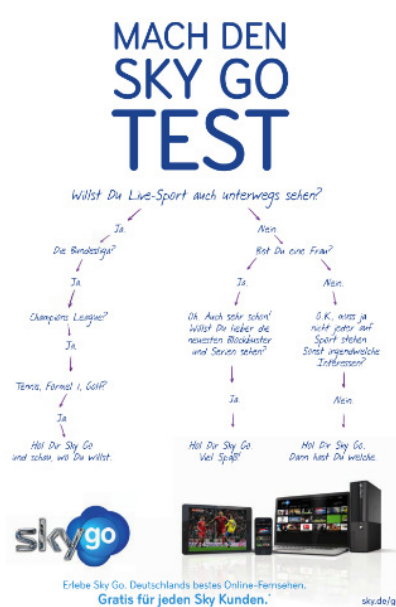 MACH DEN
SKY GO
TEST
Willst Du Live-Sport auch unterwegs sehen?
Ja.
Nein.
Die Bundesliga?
Bist Du eine Frau?
Ja.
Ja.
Nein.
Champions League?
Oh. Auch sehr schön!
Willst Du lieber die
neuesten Blockbuster
und Serien sehen?
O.K., muss ja
nicht jeder auf
Sport stehen
Sonst irgendwelche
Interessen?
Ja.
Tennis, Formel 1, Golf?
Ja.
Nein.
Ja.
Hol Dir Sky Go
und schau, wo Du willst.
Hol Dir Sky Go.
Viel Spaß!
Hol Dir Sky Go.
Dann hast Du welche.
sky go
Erlebe Sky Go. Deutschlands bestes Online-Fernsehen.
Gratis für jeden Sky Kunden.*
sky.de/g